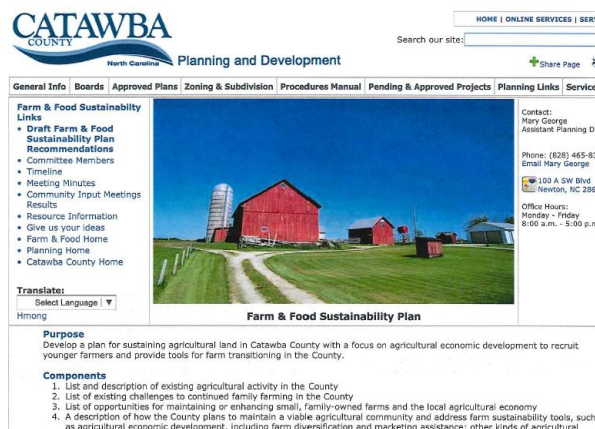 CATAWBA
COUNTY
North Carolina
Planning and Development
HOME | ONLINE SERVICES |
Search our site:
Share Page
General Info
Boards
Approved Plans
Zoning & Subdivision
Procedures Manual
Pending & Approved Projects
Planning Links
Farm & Food Sustainabilty
Links
• Draft Farm & Food
Sustainability Plan
Recommendations
• Committee Members
• Timeline
• Meeting Minutes
• Community Input Meetings
Results
• Resource Information
• Give us your ideas
• Farm & Food Home
• Planning Home
• Catawba County Home
Translate:
Select Language | ▼
Hmong
Farm & Food Sustainability Plan
Contact:
Mary George
Assistant Planning D
Phone: (828) 465-83
Email Mary George
100 A SW Blvd
Newton, NC 286
Office Hours:
Monday - Friday
8:00 a.m. - 5:00 p.m
Purpose
Develop a plan for sustaining agricultural land in Catawba County with a focus on agricultural economic development to recruit
younger farmers and provide tools for farm transitioning in the County.
Components
1. List and description of existing agricultural activity in the County
2. List of existing challenges to continued family farming in the County
3. List of opportunities for maintaining or enhancing small, family-owned farms and the local agricultural economy
4. A description of how the County plans to maintain a viable agricultural community and address farm sustainability tools, such
as agricultural economic development, including farm diversification and marketing assistance; other kinds of agricultural